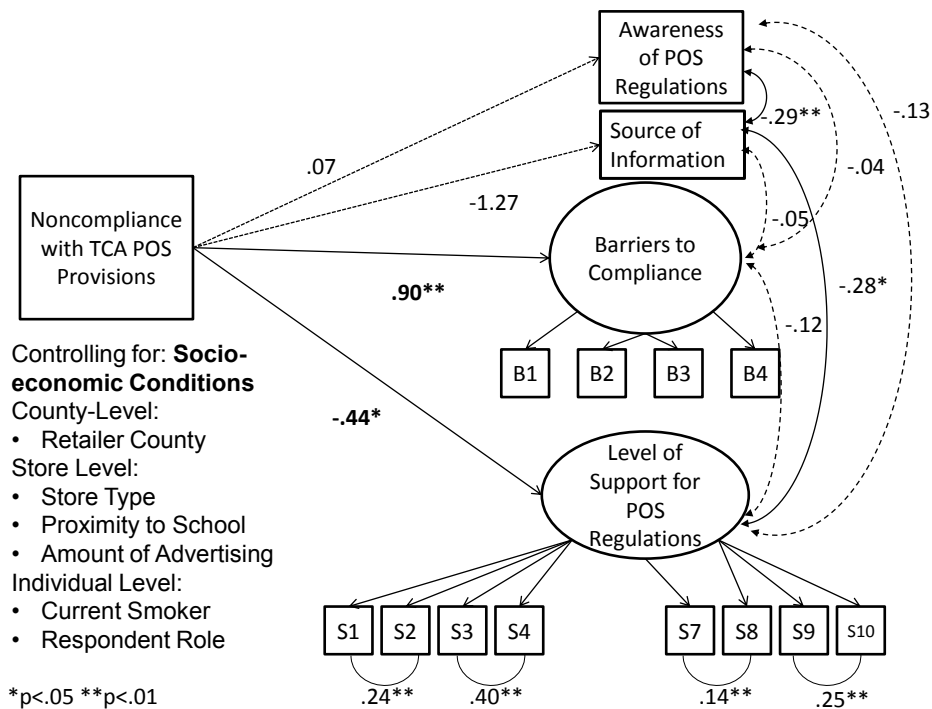 Awareness
of POS
Regulations
-.29**
-.13
Source of
Information
.07
-.04
-1.27
Noncompliance
with TCA POS
Provisions
-.05
Barriers to
Compliance
.90**
-.28*
-.12
B1
B2
B3
B4
Controlling for: Socio-
economic Conditions
County-Level:
• Retailer County
Store Level:
• Store Type
• Proximity to School
• Amount of Advertising
Individual Level:
• Current Smoker
• Respondent Role
-.44*
Level of
Support for
POS
Regulations
S1
S2
S3
S4
S7
S8
S9
S10
.24**
.40**
.14**
.25**
*p<.05 **p<.01